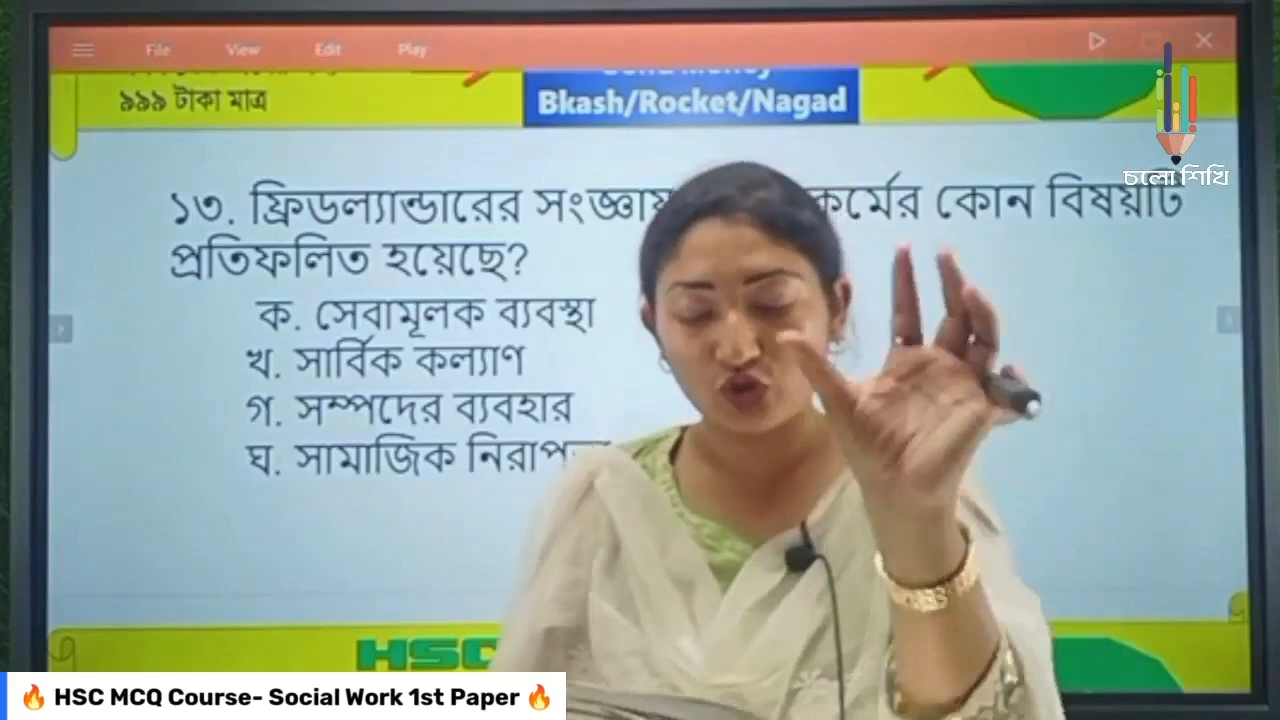 File View Edit Play
৯৯৯ টাকা মাত্র
Bkash/Rocket/Nagad
চলো শিখি
১৩. ফ্রিডল্যান্ডারের সংজ্ঞায় কর্মের কোন বিষয়টি
প্রতিফলিত হয়েছে?
ক. সেবামূলক ব্যবস্থা
খ. সার্বিক কল্যাণ
গ. সম্পদের ব্যবহার
ঘ. সামাজিক
HSC
🔥 HSC MCQ Course- Social Work 1st Paper 🔥